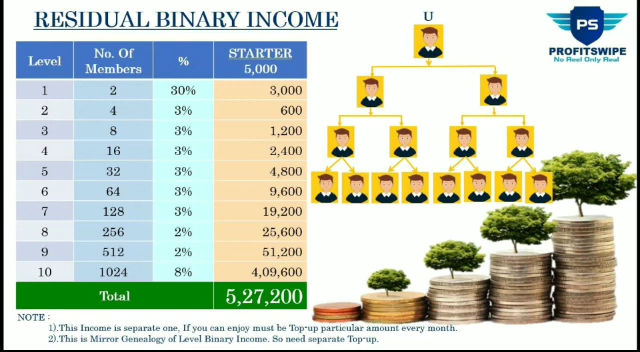 RESIDUAL BINARY INCOME
U
PS
PROFITSWIPE
No Reel Only Real
Level No. Of Members % STARTER 5,000
1 2 30% 3,000
2 4 3% 600
3 8 3% 1,200
4 16 3% 2,400
5 32 3% 4,800
6 64 3% 9,600
7 128 3% 19,200
8 256 2% 25,600
9 512 2% 51,200
10 1024 8% 4,09,600
Total 5,27,200
NOTE :
1).This Income is separate one, If you can enjoy must be Top-up particular amount every month.
2).This is Mirror Genealogy of Level Binary Income. So need separate Top-up.